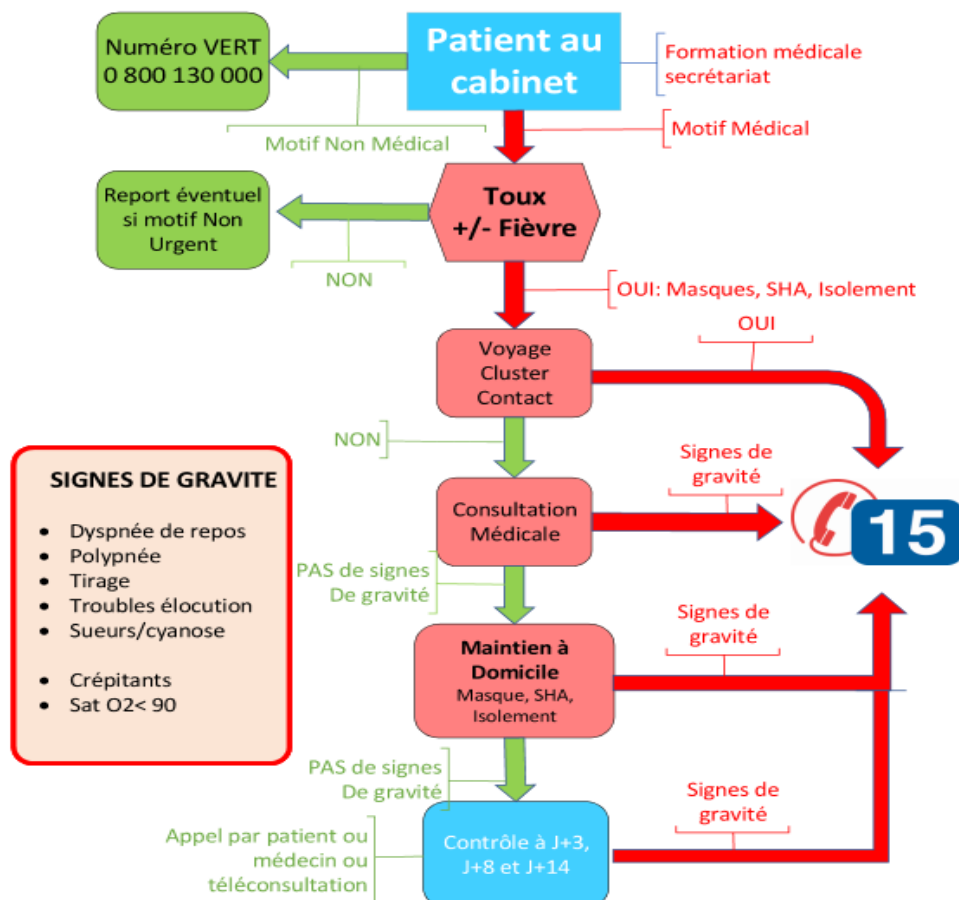 Numéro VERT
0 800 130 000
Patient au
cabinet
Formation médicale
secrétariat
Motif Non Médical
Motif Médical
Report éventuel
si motif Non
Urgent
Toux
+/- Fièvre
NON
OUI: Masques, SHA, Isolement
OUI
Voyage
Cluster
Contact
NON
Signes de
gravité
SIGNES DE GRAVITE
• Dyspnée de repos
• Polypnée
• Tirage
• Troubles élocution
• Sueurs/cyanose
• Crépitants
• Sat O2< 90
Consultation
Médicale
15
PAS de signes
De gravité
Maintien à
Domicile
Masque, SHA,
Isolement
Signes de
gravité
PAS de signes
De gravité
Appel par patient ou
médecin ou
téléconsultation
Contrôle à J+3,
J+8 et J+14
Signes de
gravité